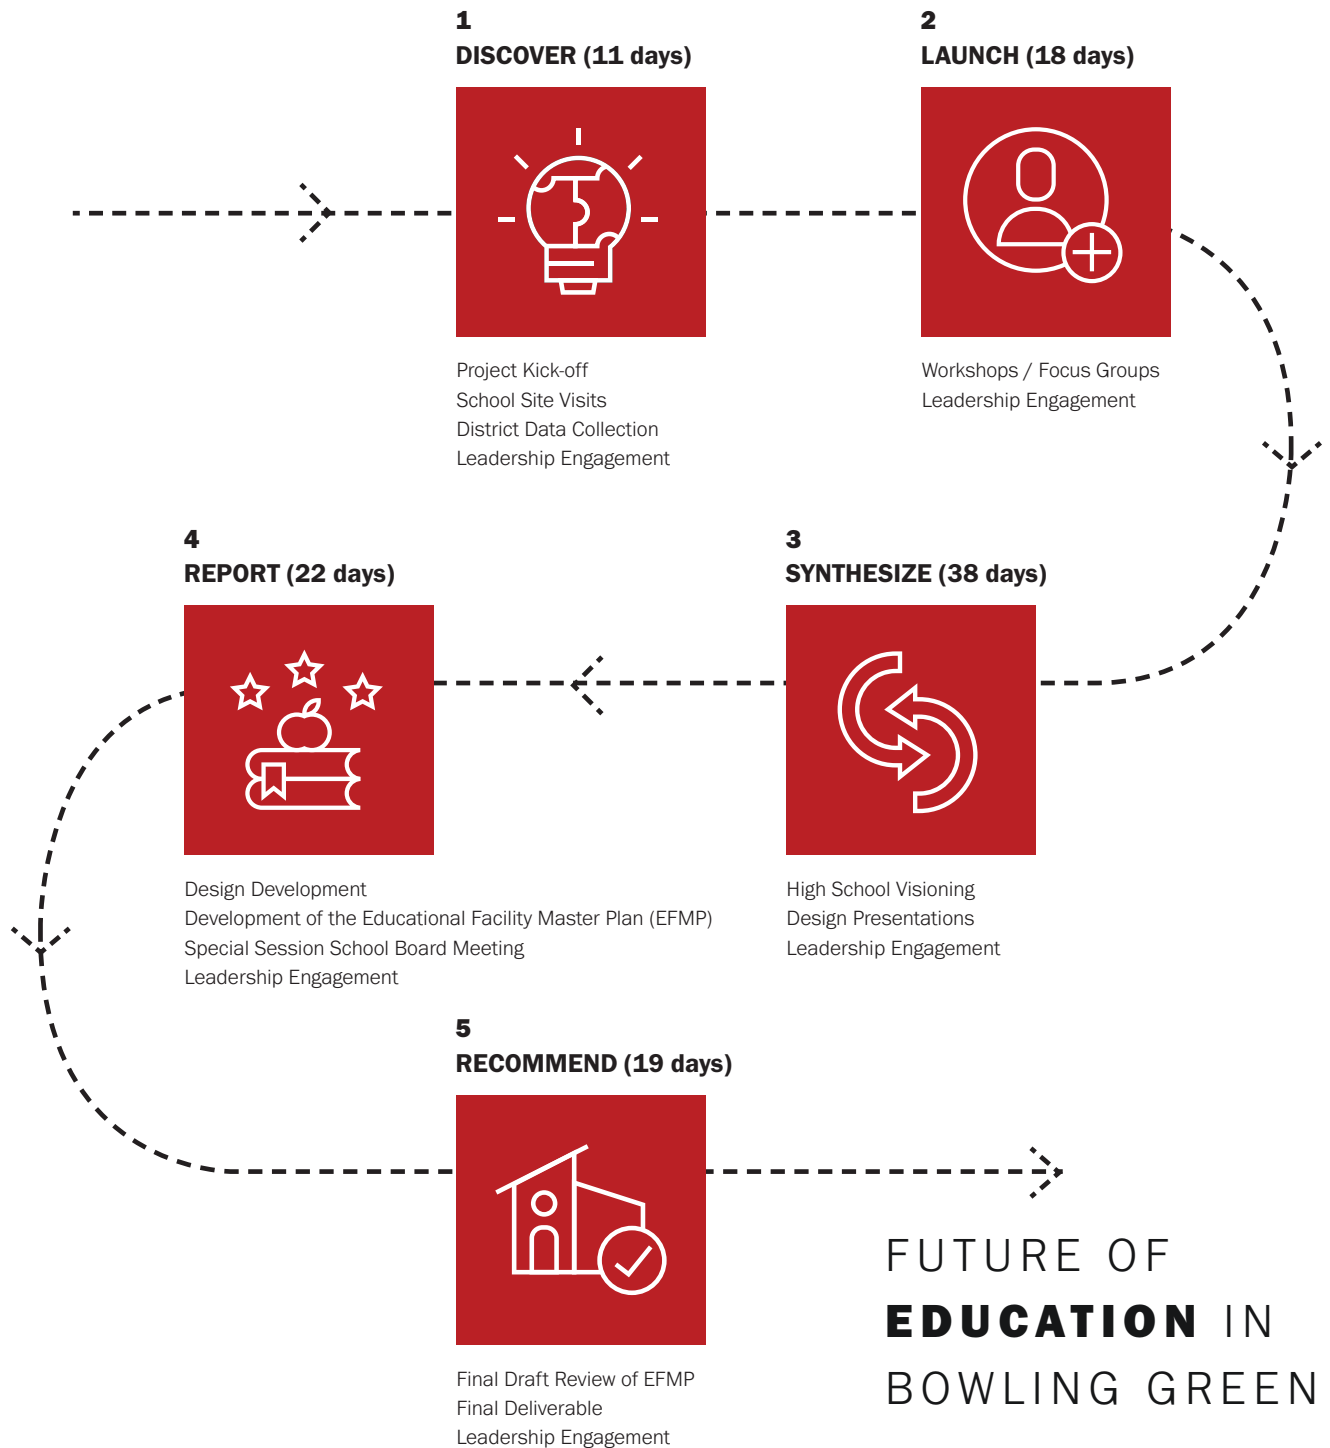 1
DISCOVER (11 days)
Project Kick-off
School Site Visits
District Data Collection
Leadership Engagement
2
LAUNCH (18 days)
Workshops / Focus Groups
Leadership Engagement
3
SYNTHESIZE (38 days)
High School Visioning
Design Presentations
Leadership Engagement
4
REPORT (22 days)
Design Development
Development of the Educational Facility Master Plan (EFMP)
Special Session School Board Meeting
Leadership Engagement
5
RECOMMEND (19 days)
Final Draft Review of EFMP
Final Deliverable
Leadership Engagement
FUTURE OF
EDUCATION IN
BOWLING GREEN